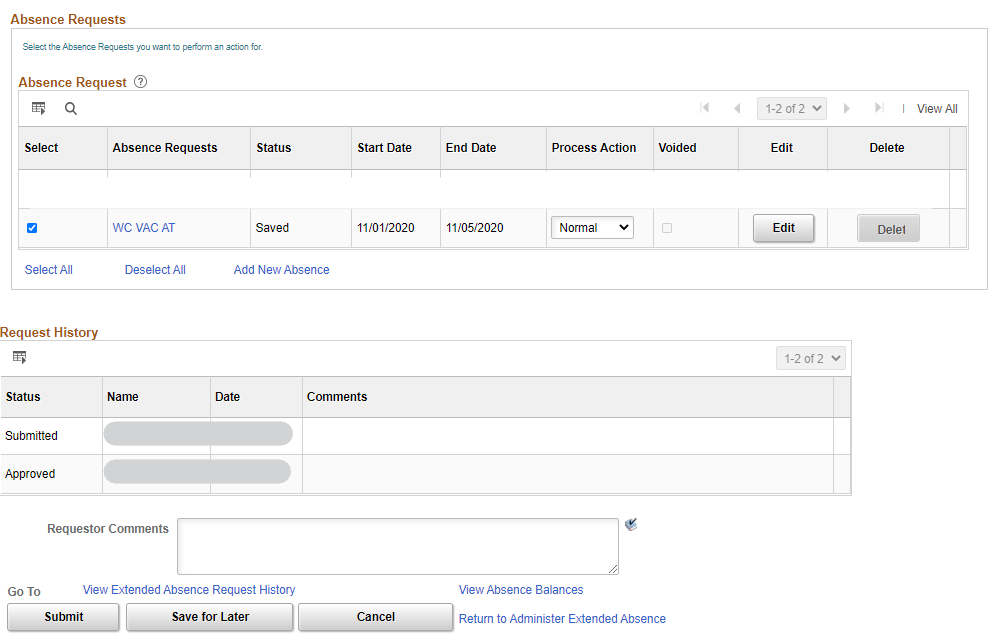 Absence Requests
Select the Absence Requests you want to perform an action for.
Absence Request ?
1-2 of 2 | View All
Select Absence Requests Status Start Date End Date Process Action Voided Edit Delete
WC VAC AT Saved 11/01/2020 11/05/2020 Normal Edit Delet
Select All Deselect All Add New Absence
Request History
1-2 of 2
Status Name Date Comments
Submitted
Approved
Requestor Comments
Go To View Extended Absence Request History View Absence Balances
Submit Save for Later Cancel Return to Administer Extended Absence